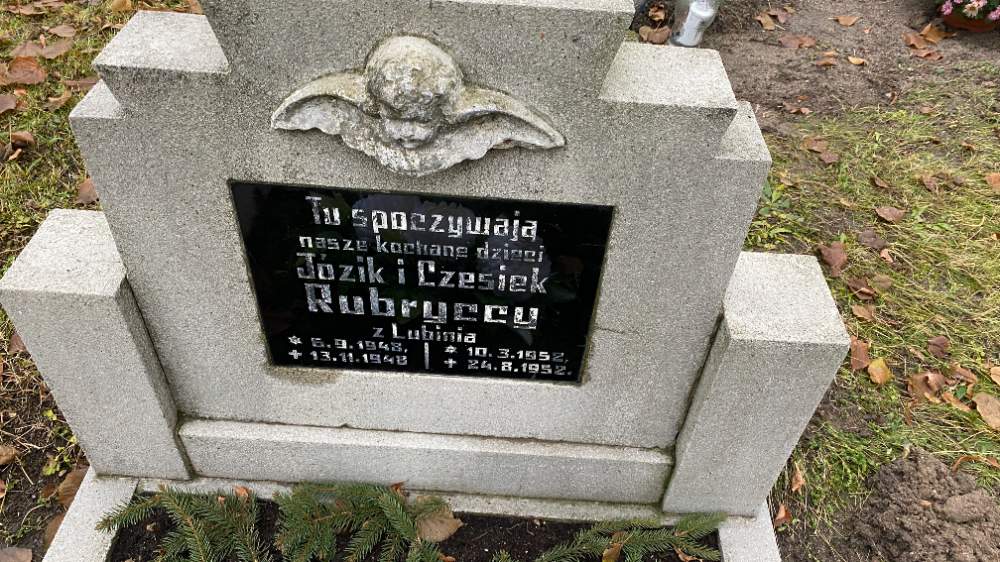 Tu spoczywają
nasze kochane dzieci
Józik i Czesiek
Rubryccy
z Lubinia
* 6.9.1948, | * 10.3.1952,
+ 13.11.1948 | + 24.8.1952.